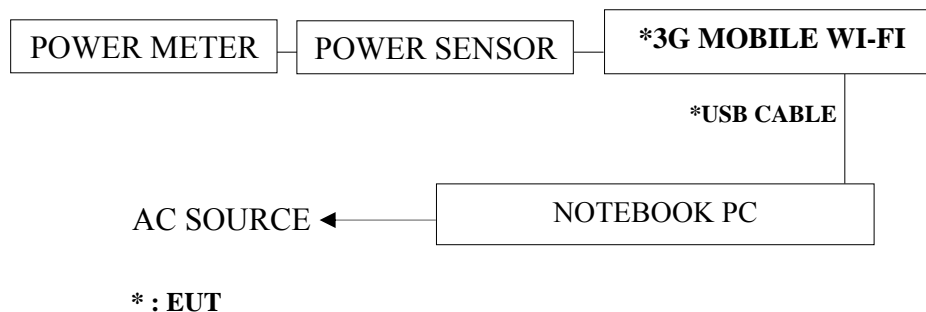 POWER METER
POWER SENSOR
*3G MOBILE WI-FI
*USB CABLE
NOTEBOOK PC
AC SOURCE
* : EUT